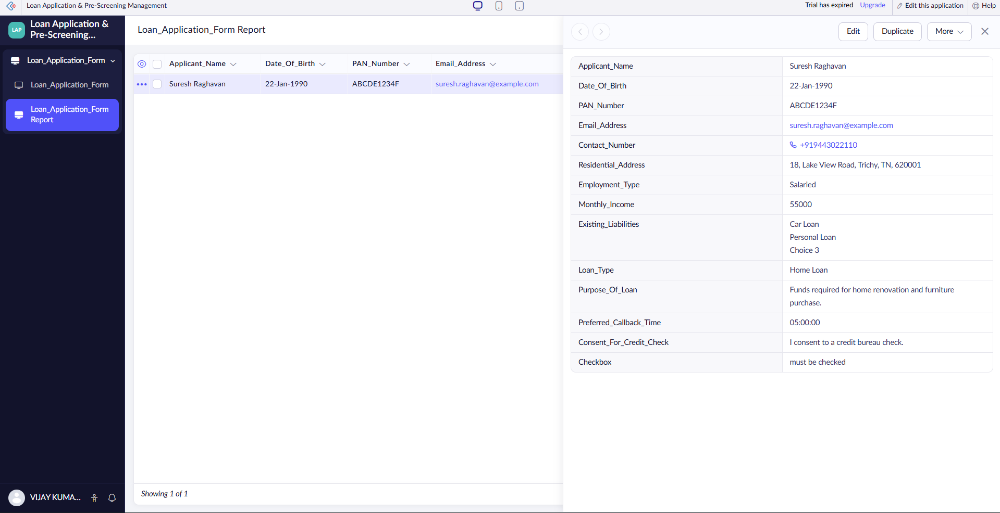 Loan Application & Pre-Screening Management
Trial has expired
Upgrade
Edit this application
Help
LAP
Loan Application &
Pre-Screening...
Loan_Application_Form
Loan_Application_Form
Loan_Application_Form
Report
VIJAY KUMA...
Loan_Application_Form Report
Applicant_Name
Date_Of_Birth
PAN_Number
Email_Address
Suresh Raghavan
22-Jan-1990
ABCDE1234F
suresh.raghavan@example.com
Showing 1 of 1
Edit
Duplicate
More
Applicant_Name
Suresh Raghavan
Date_Of_Birth
22-Jan-1990
PAN_Number
ABCDE1234F
Email_Address
suresh.raghavan@example.com
Contact_Number
+919443022110
Residential_Address
18, Lake View Road, Trichy, TN, 620001
Employment_Type
Salaried
Monthly_Income
55000
Existing_Liabilities
Car Loan
Personal Loan
Choice 3
Loan_Type
Home Loan
Purpose_Of_Loan
Funds required for home renovation and furniture
purchase.
Preferred_Callback_Time
05:00:00
Consent_For_Credit_Check
I consent to a credit bureau check.
Checkbox
must be checked